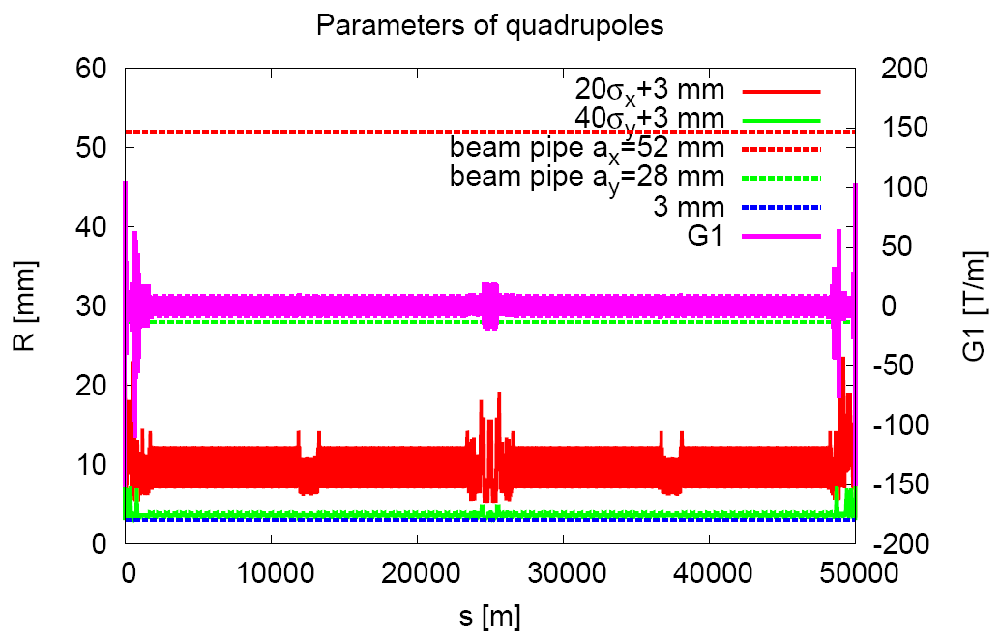 Parameters of quadrupoles
60
50
40
30
20
10
0
R [mm]
200
150
100
50
0
-50
-100
-150
-200
G1 [T/m]
20σx+3 mm
40σy+3 mm
beam pipe ax=52 mm
beam pipe ay=28 mm
3 mm
G1
0 10000 20000 30000 40000 50000
s [m]